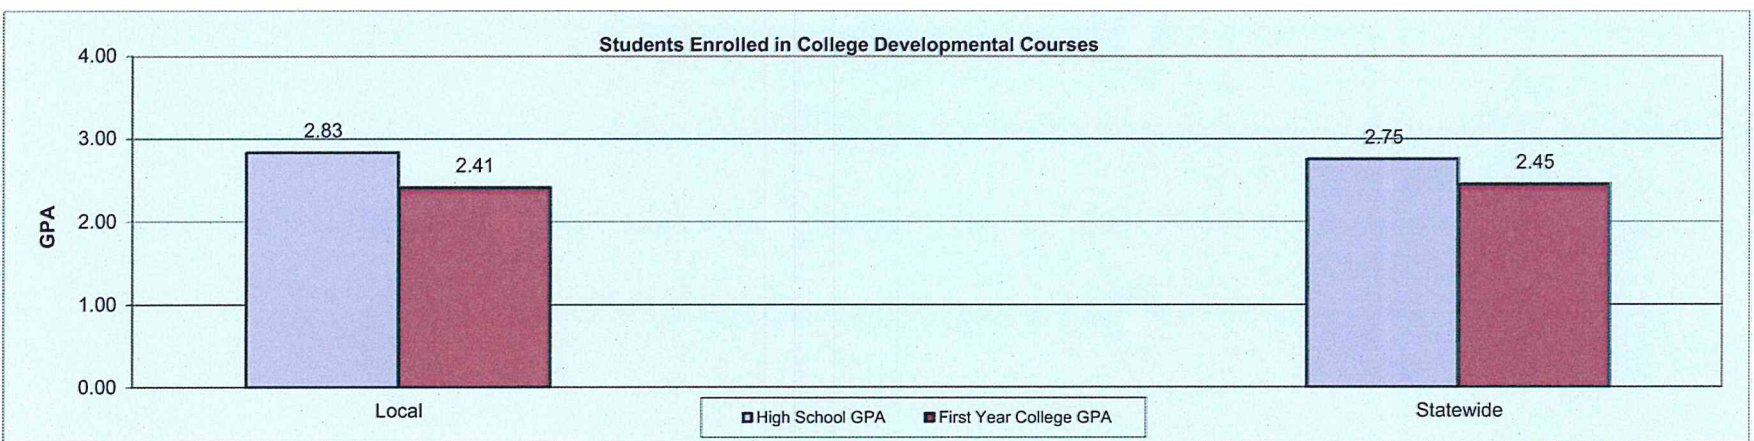 Students Enrolled in College Developmental Courses
4.00
3.00
2.00
1.00
0.00
GPA
2.83
2.41
2.75
2.45
Local
Statewide
High School GPA
First Year College GPA